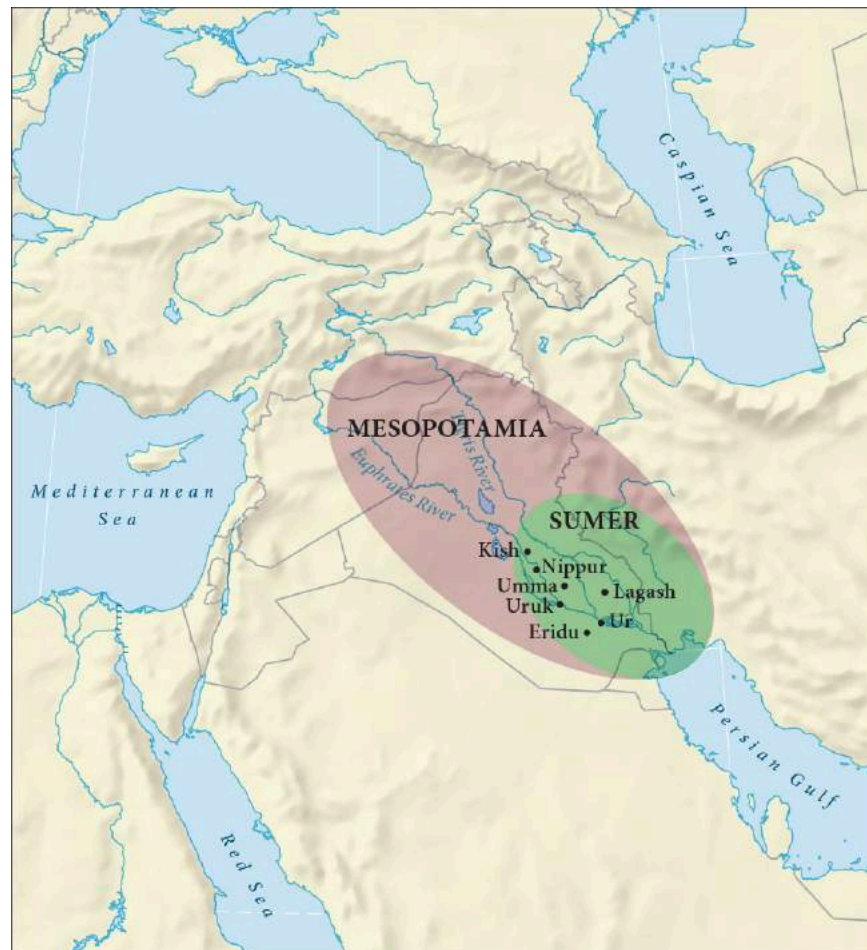 Caspian Sea
MESOPOTAMIA
Tigris River
Euphrates River
Mediterranean
Sea
SUMER
Kish
Nippur
Umma
Lagash
Uruk
Ur
Eridu
Persian Gulf
Red Sea